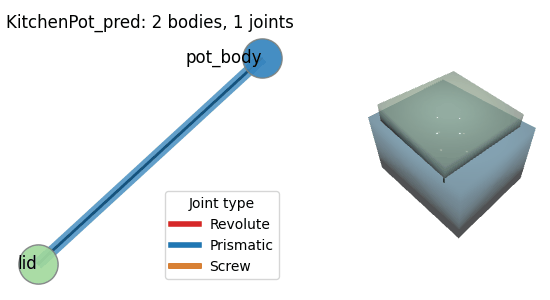 KitchenPot_pred: 2 bodies, 1 joints
pot_body
lid
Joint type
Revolute
Prismatic
Screw